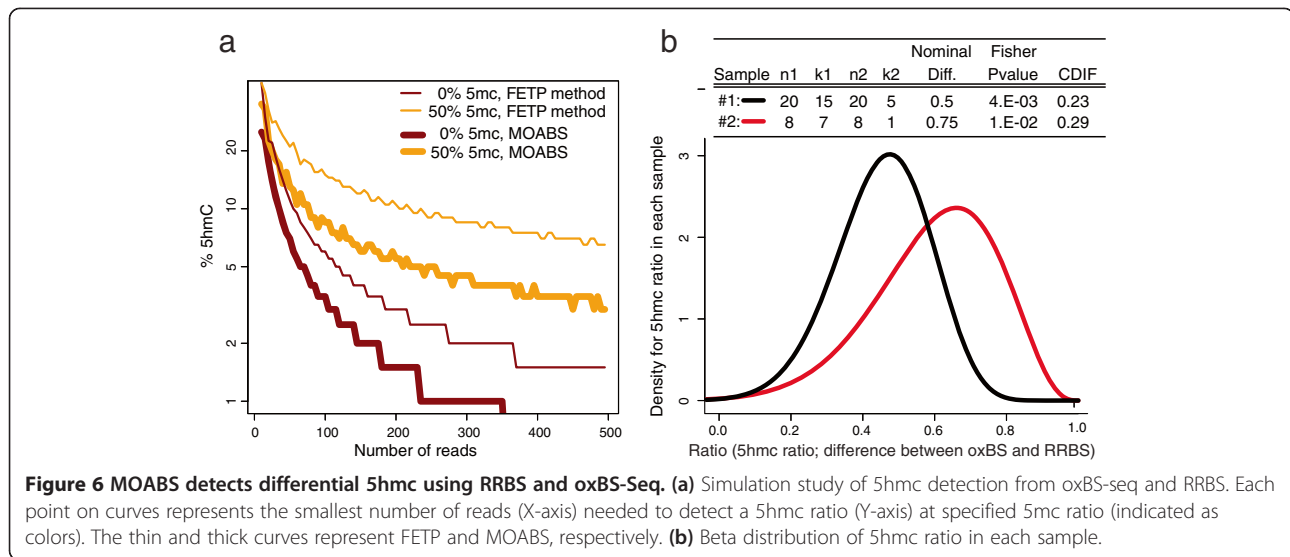 a
0% 5mc, FETP method
50% 5mc, FETP method
0% 5mc, MOABS
50% 5mc, MOABS
% 5hmC
20
10
5
2
1
0 100 200 300 400 500
Number of reads
b
Nominal Fisher
Sample n1 k1 n2 k2 Diff. Pvalue CDIF
#1: 20 15 20 5 0.5 4.E-03 0.23
#2: 8 7 8 1 0.75 1.E-02 0.29
Density for 5hmc ratio in each sample
3
2
1
0
0.0 0.2 0.4 0.6 0.8 1.0
Ratio (5hmc ratio; difference between oxBS and RRBS)
Figure 6 MOABS detects differential 5hmc using RRBS and oxBS-Seq. (a) Simulation study of 5hmc detection from oxBS-seq and RRBS. Each
point on curves represents the smallest number of reads (X-axis) needed to detect a 5hmc ratio (Y-axis) at specified 5mc ratio (indicated as
colors). The thin and thick curves represent FETP and MOABS, respectively. (b) Beta distribution of 5hmc ratio in each sample.